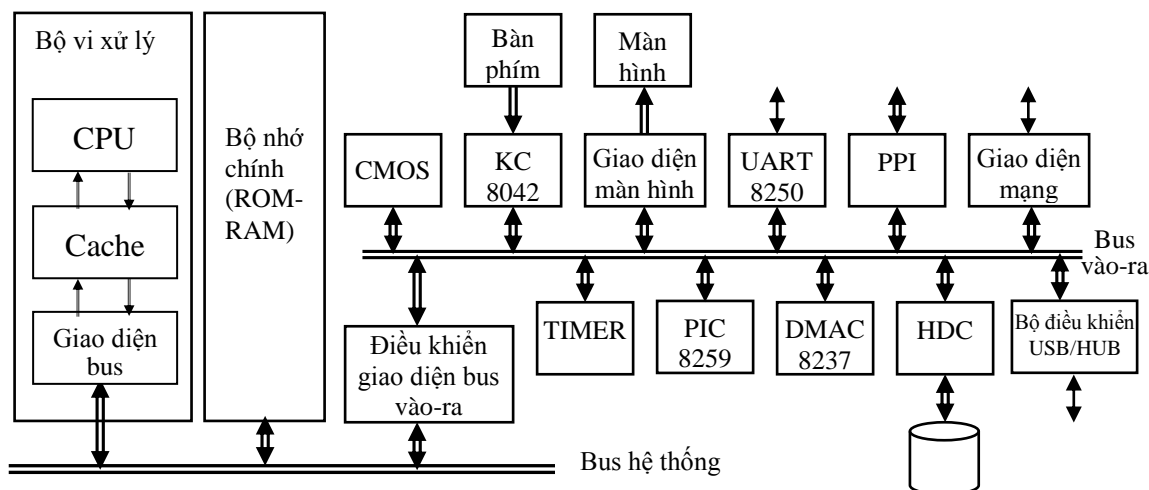 Bộ vi xử lý
CPU
Cache
Giao diện
bus
Bộ nhớ
chính
(ROM-
RAM)
Bàn
phím
Màn
hình
CMOS
KC
8042
Giao diện
màn hình
UART
8250
PPI
Giao diện
mạng
Bus
vào-ra
Điều khiển
giao diện bus
vào-ra
TIMER
PIC
8259
DMAC
8237
HDC
Bộ điều khiển
USB/HUB
Bus hệ thống